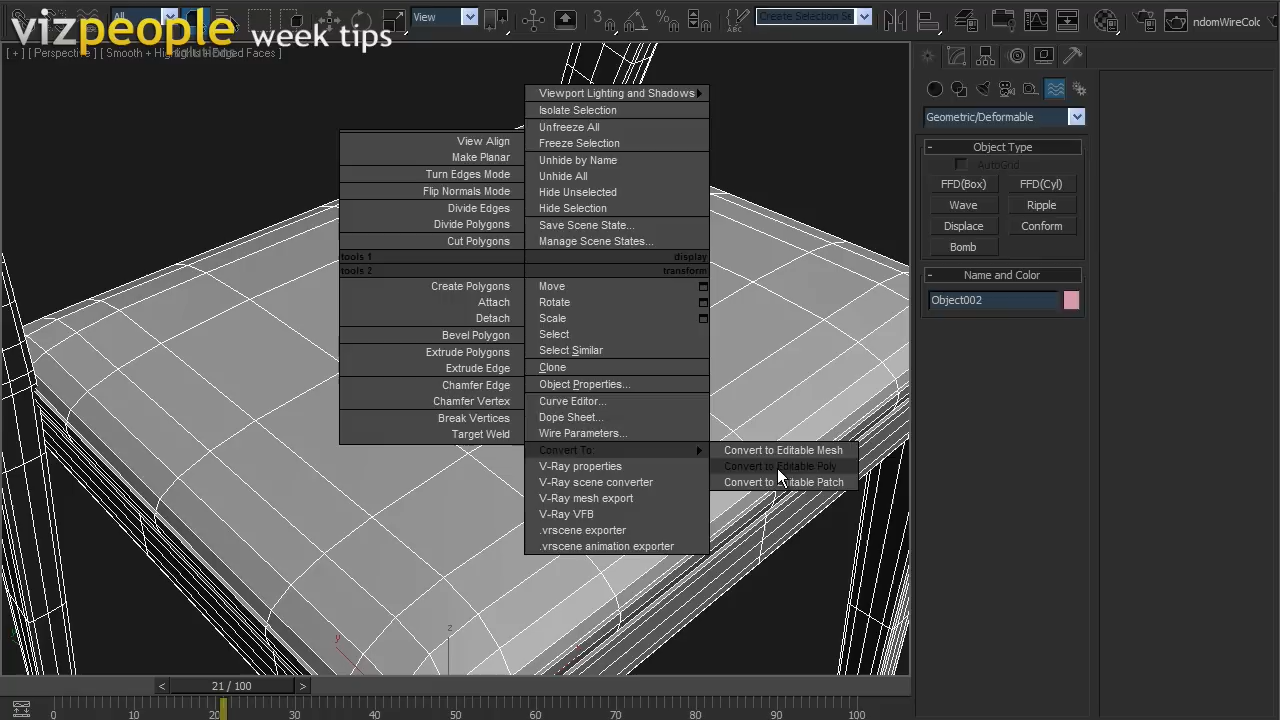 vizpeople week tips
All
View
Create Selection Se
ndomWireColo
[ + ] [ Perspective ] [ Smooth + Highlights + Edged Faces ]
Viewport Lighting and Shadows
Isolate Selection
Unfreeze All
Freeze Selection
Unhide by Name
Unhide All
Hide Unselected
Hide Selection
Save Scene State...
Manage Scene States...
display
transform
View Align
Make Planar
Turn Edges Mode
Flip Normals Mode
Divide Edges
Divide Polygons
Cut Polygons
tools 1
tools 2
Create Polygons
Attach
Detach
Bevel Polygon
Extrude Polygons
Extrude Edge
Chamfer Edge
Chamfer Vertex
Break Vertices
Target Weld
Move
Rotate
Scale
Select
Select Similar
Clone
Object Properties...
Curve Editor...
Dope Sheet...
Wire Parameters...
Convert To:
V-Ray properties
V-Ray scene converter
V-Ray mesh export
V-Ray VFB
.vrscene exporter
.vrscene animation exporter
Convert to Editable Mesh
Convert to Editable Poly
Convert to Editable Patch
Geometric/Deformable
- Object Type
AutoGrid
FFD(Box) FFD(Cyl)
Wave Ripple
Displace Conform
Bomb
- Name and Color
Object002
z
y
< 21 / 100 >
0 10 20 30 40 50 60 70 80 90 100